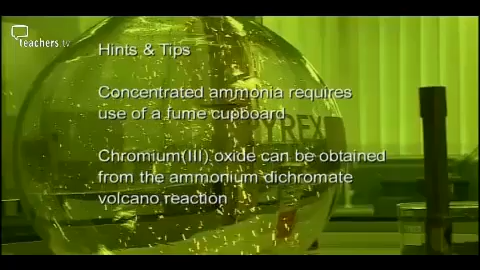 teachers.tv
Hints & Tips
Concentrated ammonia requires
use of a fume cupboard
PYREX
Chromium(III) oxide can be obtained
from the ammonium dichromate
volcano reaction